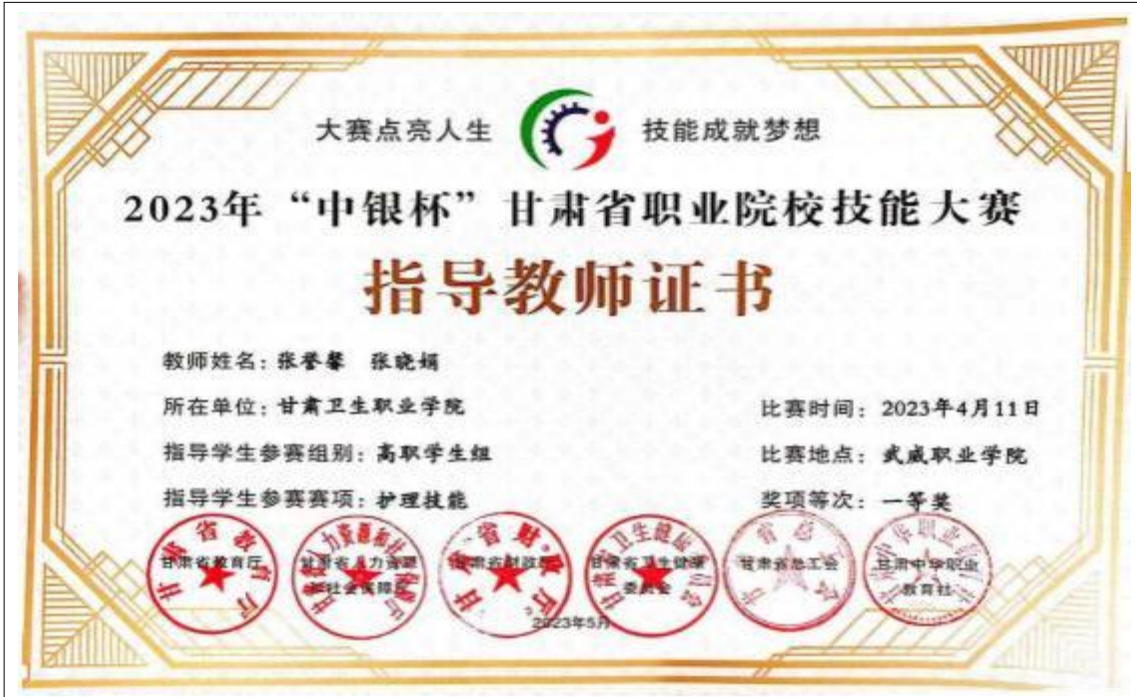 大赛点亮人生 技能成就梦想
2023年“中银杯”甘肃省职业院校技能大赛
指导教师证书
教师姓名：张誉馨 张晓娟
所在单位：甘肃卫生职业学院 比赛时间：2023年4月11日
指导学生参赛组别：高职学生组 比赛地点：武威职业学院
指导学生参赛赛项：护理技能 奖项等次：一等奖
甘肃省教育厅 甘肃省人力资源和社会保障厅 甘肃省财政厅 甘肃省卫生健康委员会 甘肃省总工会 甘肃中华职业教育社
2023年5月